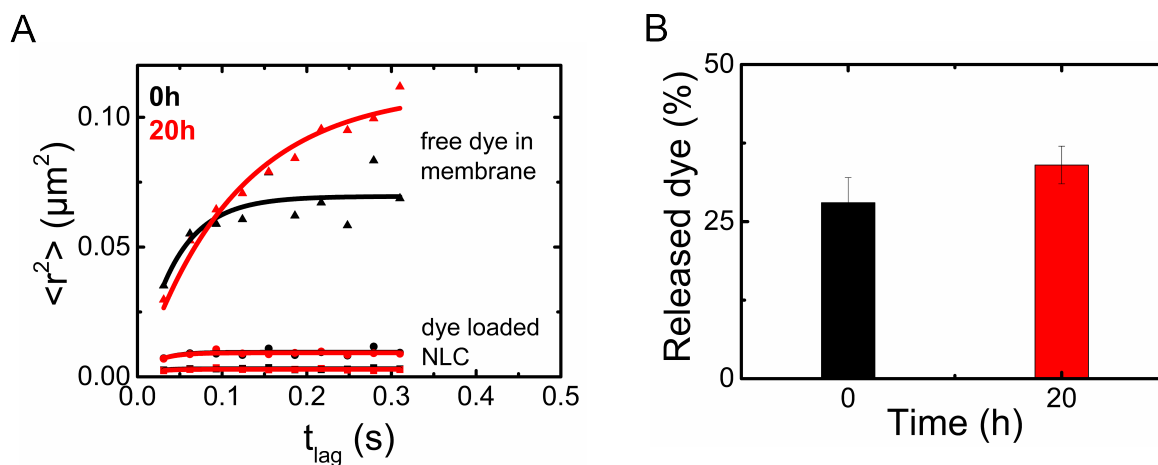 A
B
0h
20h
free dye in
membrane
dye loaded
NLC
<r²> (µm²)
0.10
0.05
0.00
0.0 0.1 0.2 0.3 0.4 0.5
t_lag (s)
Released dye (%)
50
25
0
0 20
Time (h)